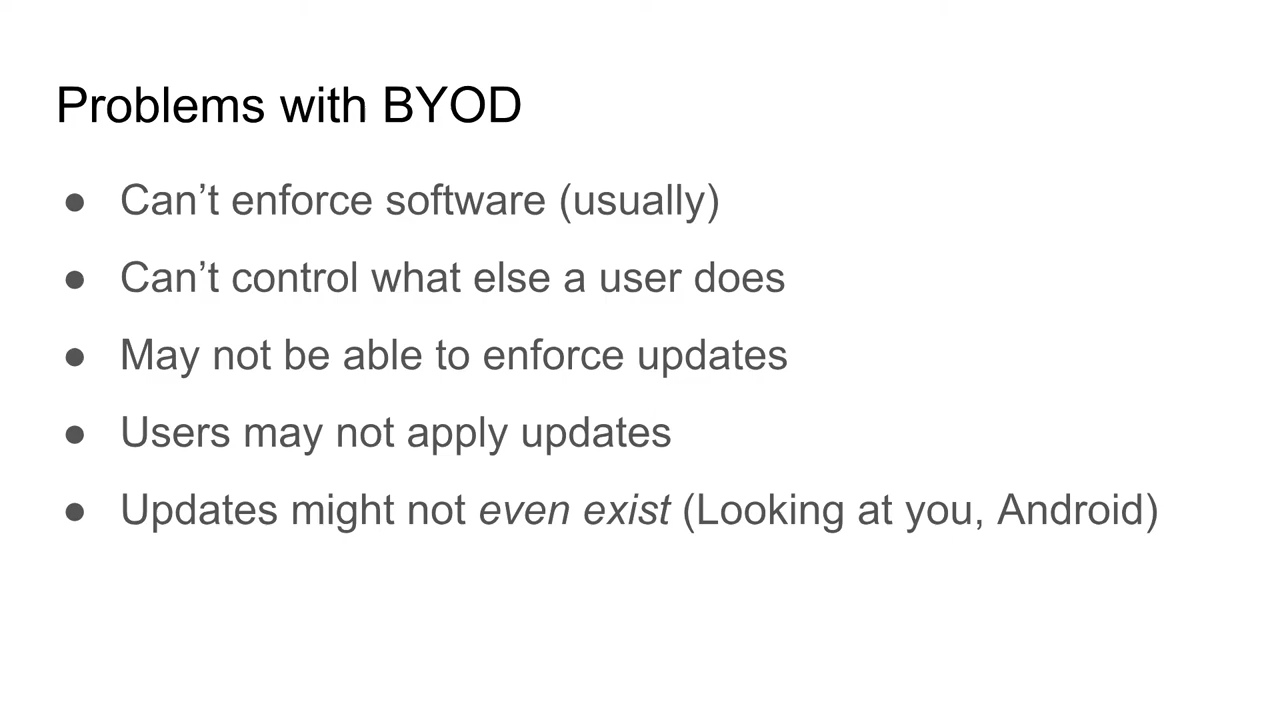 Problems with BYOD
● Can’t enforce software (usually)
● Can’t control what else a user does
● May not be able to enforce updates
● Users may not apply updates
● Updates might not even exist (Looking at you, Android)